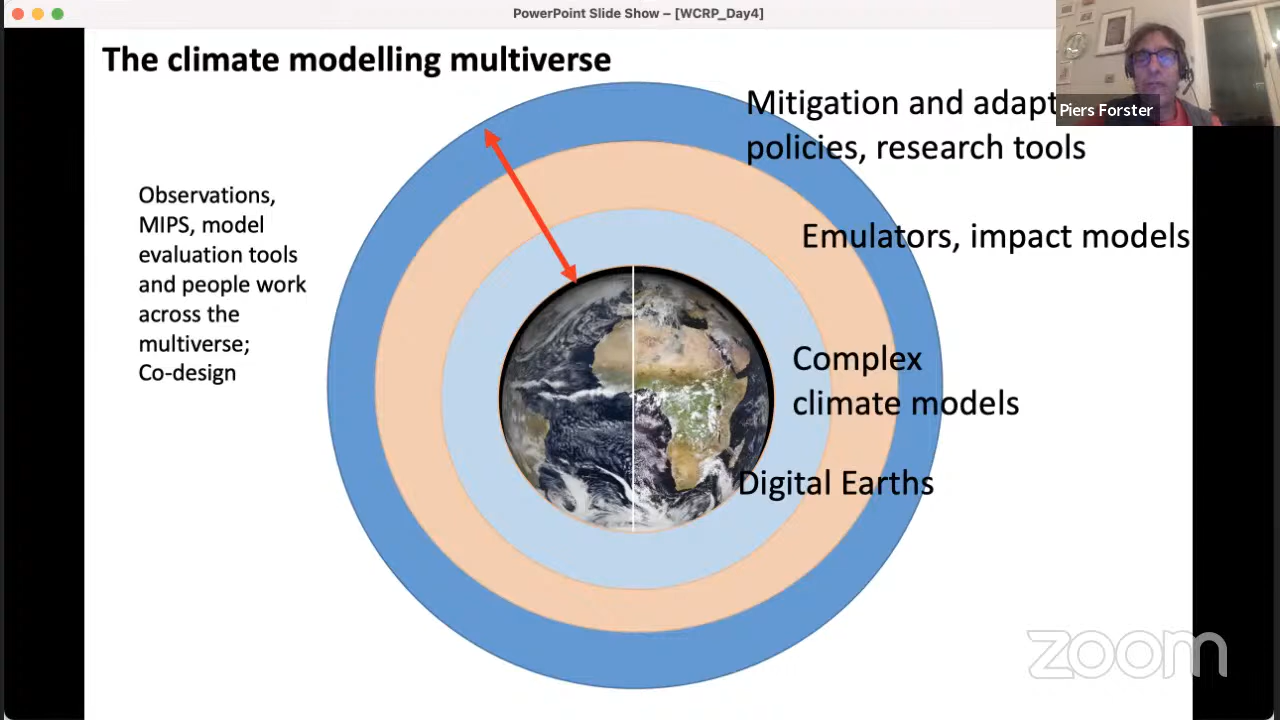 PowerPoint Slide Show – [WCRP_Day4]
The climate modelling multiverse
Mitigation and adapt
policies, research tools
Piers Forster
Observations,
MIPS, model
evaluation tools
and people work
across the
multiverse;
Co-design
Emulators, impact models
Complex
climate models
Digital Earths
zoom